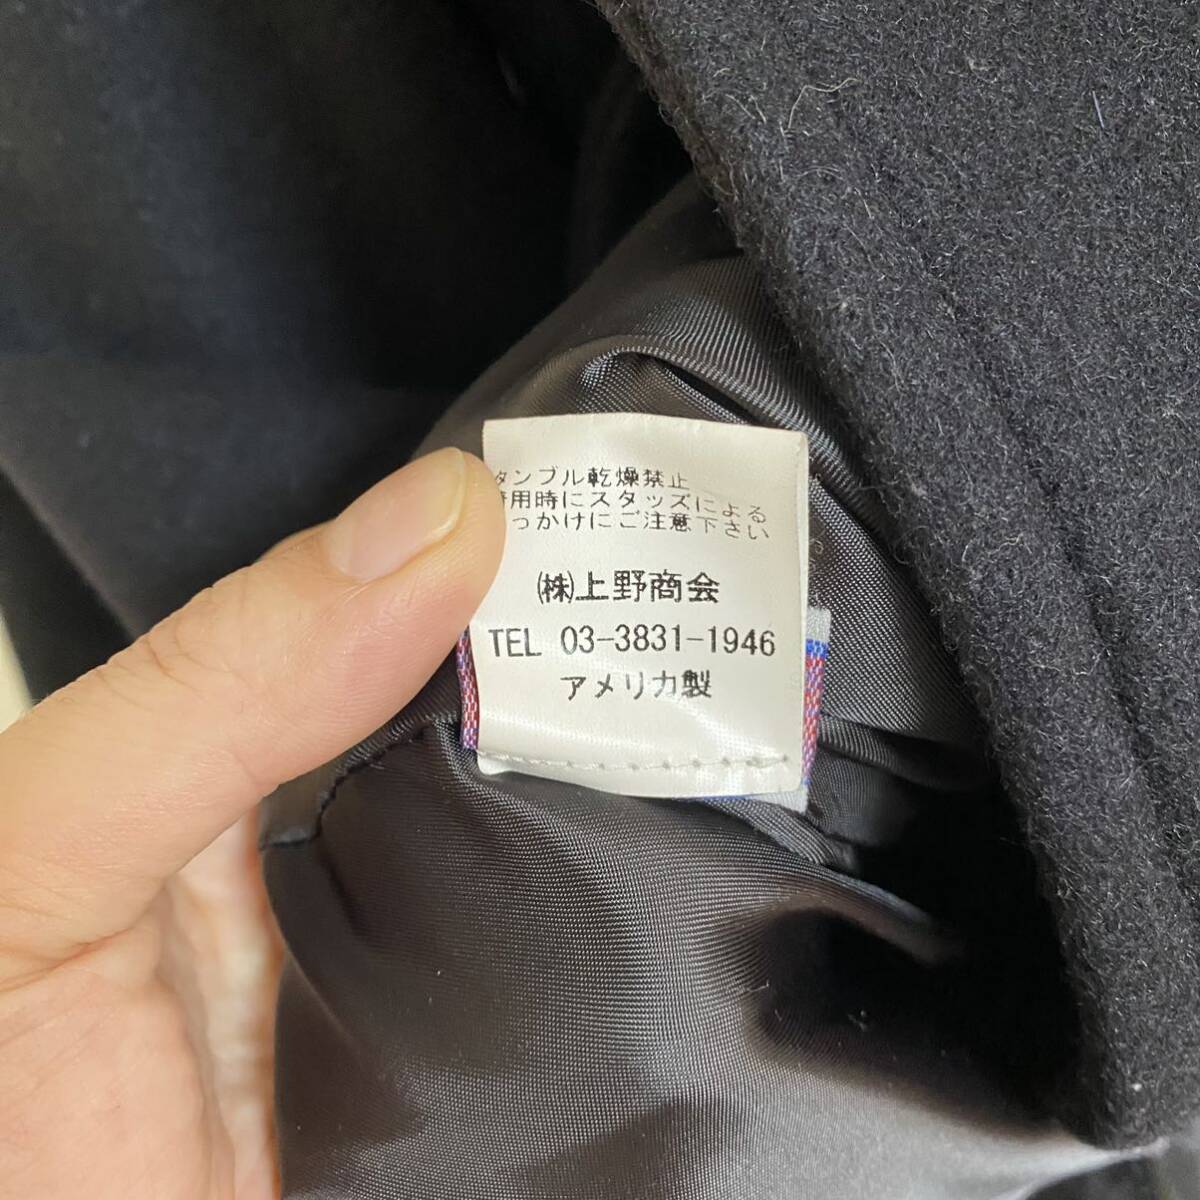 タンブル乾燥禁止
着用時にスタッズによる
っかけにご注意下さい
㈱上野商会
TEL 03-3831-1946
アメリカ製